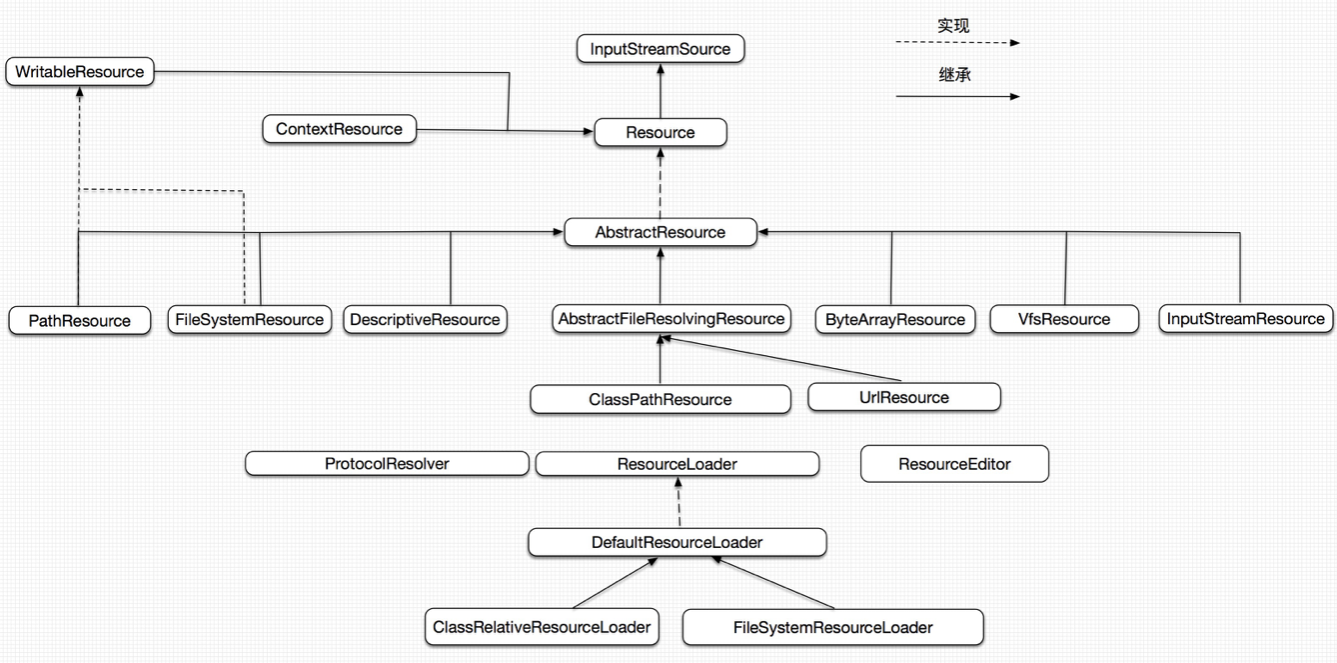 实现
InputStreamSource
WritableResource
继承
ContextResource
Resource
AbstractResource
PathResource
FileSystemResource
DescriptiveResource
AbstractFileResolvingResource
ByteArrayResource
VfsResource
InputStreamResource
ClassPathResource
UrlResource
ProtocolResolver
ResourceLoader
ResourceEditor
DefaultResourceLoader
ClassRelativeResourceLoader
FileSystemResourceLoader